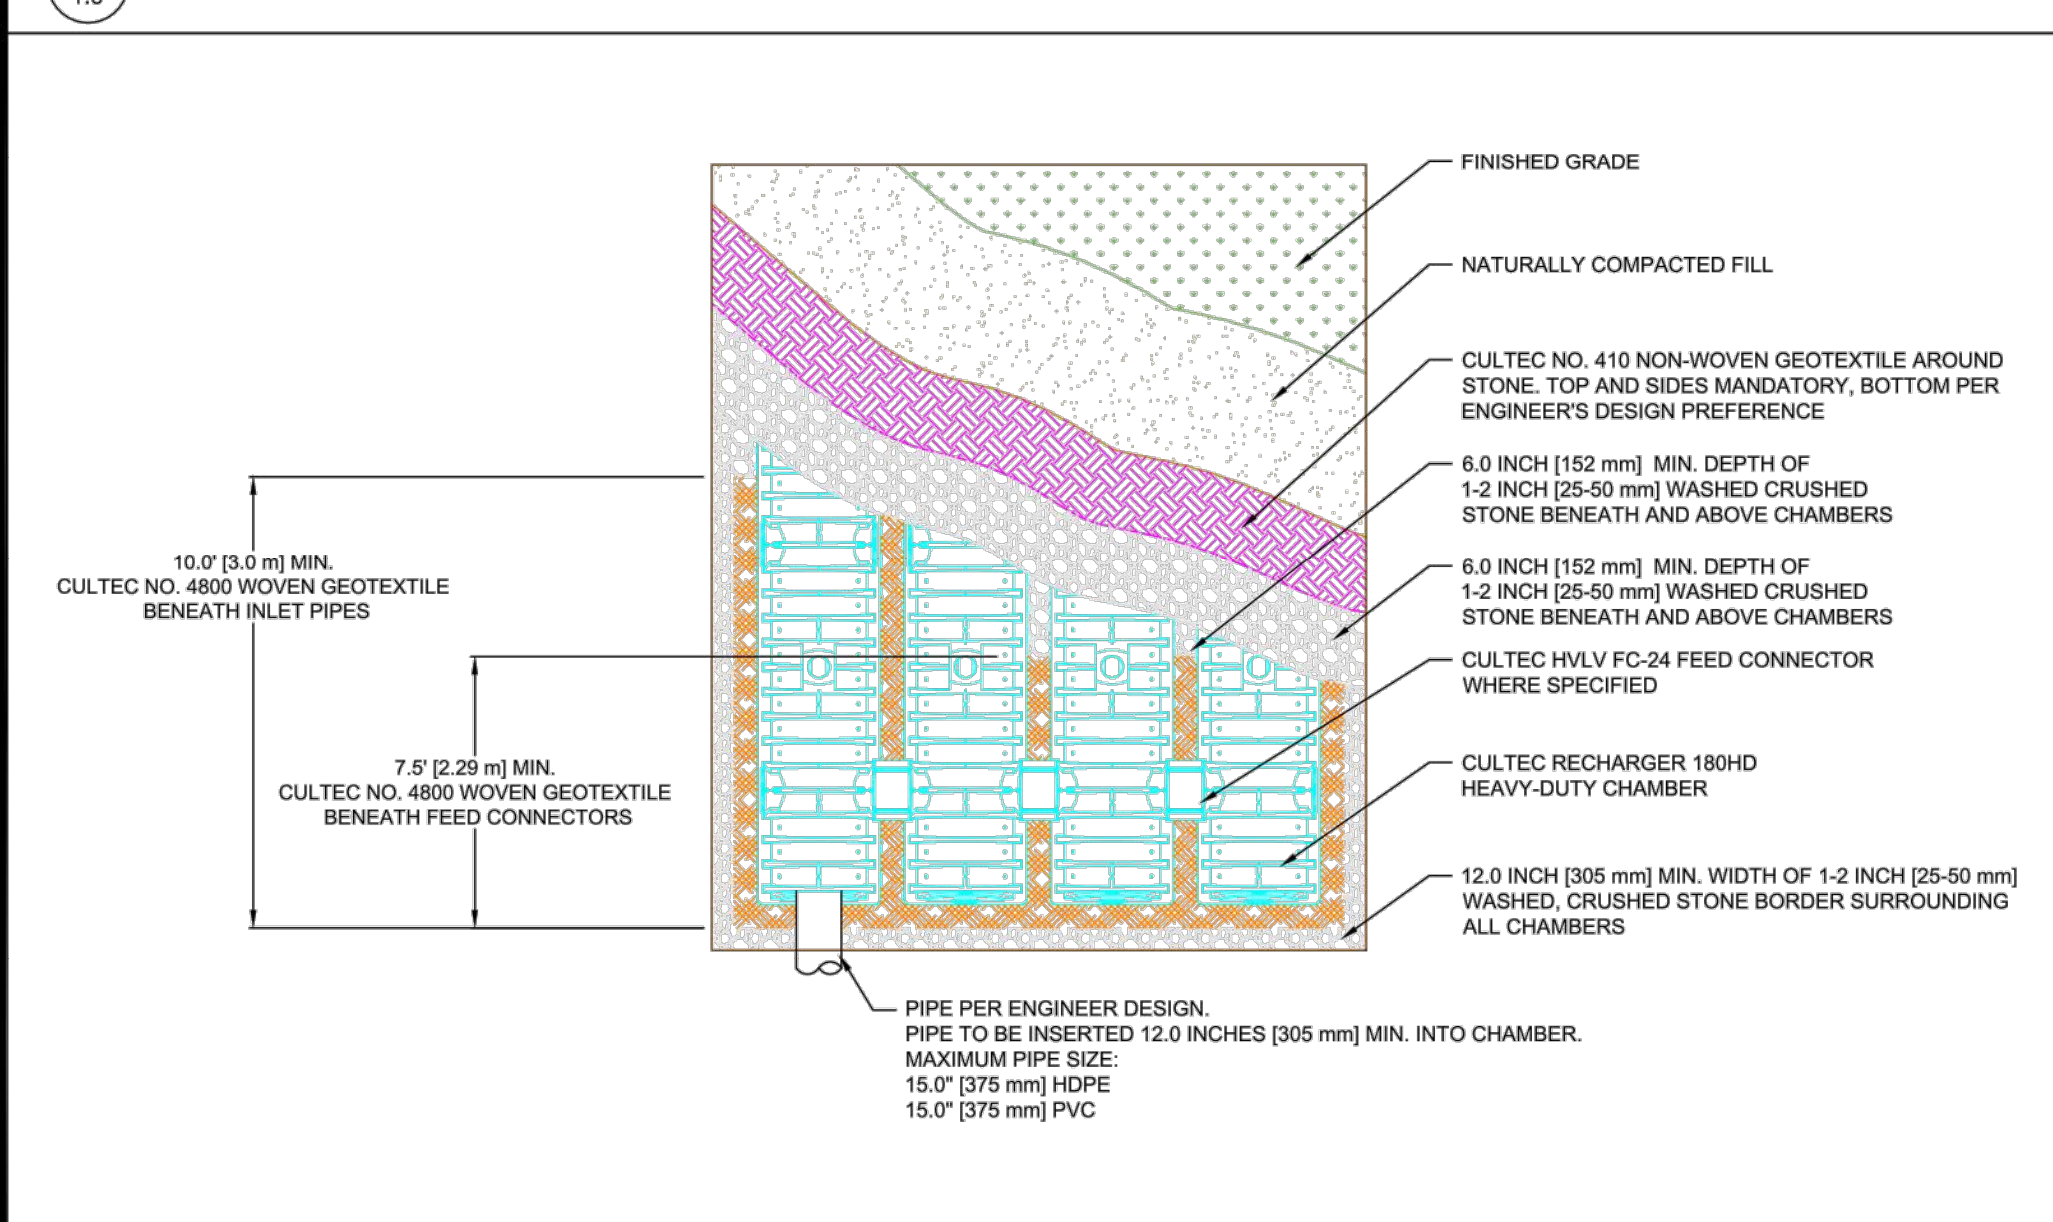 FINISHED GRADE
NATURALLY COMPACTED FILL
CULTEC NO. 410 NON-WOVEN GEOTEXTILE AROUND
STONE. TOP AND SIDES MANDATORY, BOTTOM PER
ENGINEER'S DESIGN PREFERENCE
6.0 INCH [152 mm] MIN. DEPTH OF
1-2 INCH [25-50 mm] WASHED CRUSHED
STONE BENEATH AND ABOVE CHAMBERS
6.0 INCH [152 mm] MIN. DEPTH OF
1-2 INCH [25-50 mm] WASHED CRUSHED
STONE BENEATH AND ABOVE CHAMBERS
CULTEC HVLV FC-24 FEED CONNECTOR
WHERE SPECIFIED
CULTEC RECHARGER 180HD
HEAVY-DUTY CHAMBER
12.0 INCH [305 mm] MIN. WIDTH OF 1-2 INCH [25-50 mm]
WASHED, CRUSHED STONE BORDER SURROUNDING
ALL CHAMBERS
10.0' [3.0 m] MIN.
CULTEC NO. 4800 WOVEN GEOTEXTILE
BENEATH INLET PIPES
7.5' [2.29 m] MIN.
CULTEC NO. 4800 WOVEN GEOTEXTILE
BENEATH FEED CONNECTORS
PIPE PER ENGINEER DESIGN.
PIPE TO BE INSERTED 12.0 INCHES [305 mm] MIN. INTO CHAMBER.
MAXIMUM PIPE SIZE:
15.0" [375 mm] HDPE
15.0" [375 mm] PVC